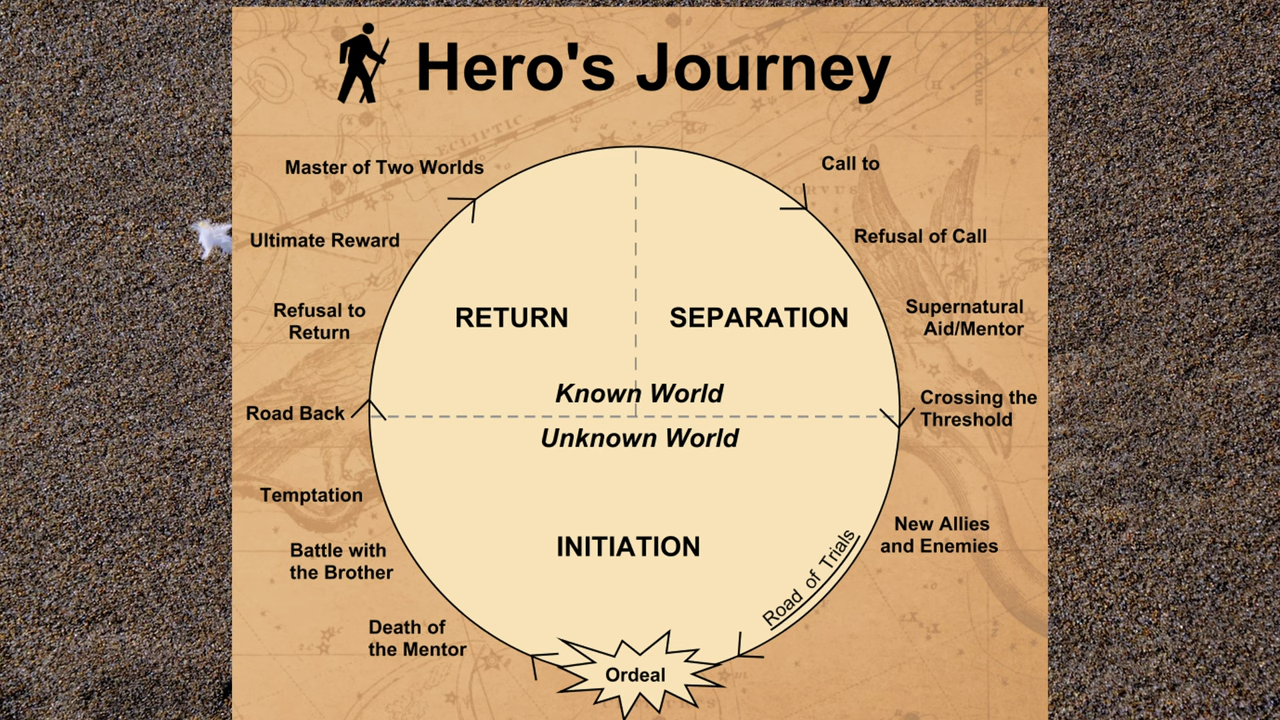 Hero's Journey
ECLIPTIC
CORVUS
Call to
Refusal of Call
Supernatural
Aid/Mentor
Crossing the
Threshold
New Allies
and Enemies
Road of Trials
Ordeal
Death of
the Mentor
Battle with
the Brother
Temptation
Road Back
Refusal to
Return
Ultimate Reward
Master of Two Worlds
RETURN
SEPARATION
Known World
Unknown World
INITIATION